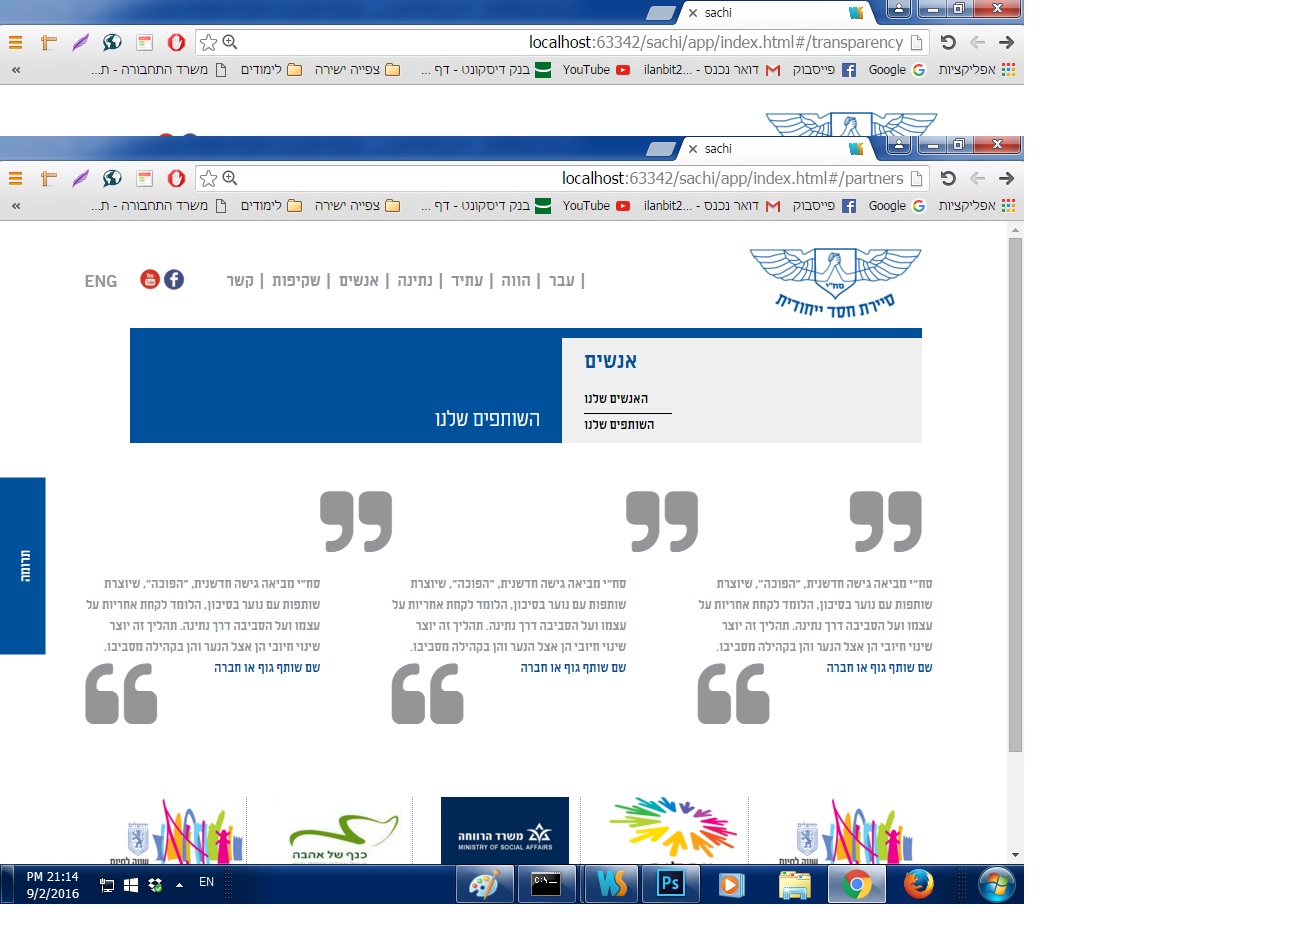 sachi
localhost:63342/sachi/app/index.html#/transparency
אפליקציות Google פייסבוק דואר נכנס - ilanbit2... YouTube בנק דיסקונט - דף ... צפייה ישירה לימודים משרד התחבורה - ת... »
sachi
localhost:63342/sachi/app/index.html#/partners
אפליקציות Google פייסבוק דואר נכנס - ilanbit2... YouTube בנק דיסקונט - דף ... צפייה ישירה לימודים משרד התחבורה - ת... »
סח"י
סיירת חסד ייחודית
| עבר | הווה | עתיד | נתינה | אנשים | שקיפות | קשר
You Tube
ENG
אנשים
האנשים שלנו
השותפים שלנו
השותפים שלנו
תרומה
סח"י מביאה גישה חדשנית, "הפוכה", שיוצרת
שותפות עם נוער בסיכון, הלומד לקחת אחריות על
עצמו ועל הסביבה דרך נתינה. תהליך זה יוצר
שינוי חיובי הן אצל הנער והן בקהילה מסביבו.
שם שותף גוף או חברה
סח"י מביאה גישה חדשנית, "הפוכה", שיוצרת
שותפות עם נוער בסיכון, הלומד לקחת אחריות על
עצמו ועל הסביבה דרך נתינה. תהליך זה יוצר
שינוי חיובי הן אצל הנער והן בקהילה מסביבו.
שם שותף גוף או חברה
סח"י מביאה גישה חדשנית, "הפוכה", שיוצרת
שותפות עם נוער בסיכון, הלומד לקחת אחריות על
עצמו ועל הסביבה דרך נתינה. תהליך זה יוצר
שינוי חיובי הן אצל הנער והן בקהילה מסביבו.
שם שותף גוף או חברה
ירושלים
שווה לחיות
משרד הרווחה
MINISTRY OF SOCIAL AFFAIRS
כנף של אהבה
ירושלים
שווה לחיות
C:\
WS
Ps
EN
PM 21:14
9/2/2016